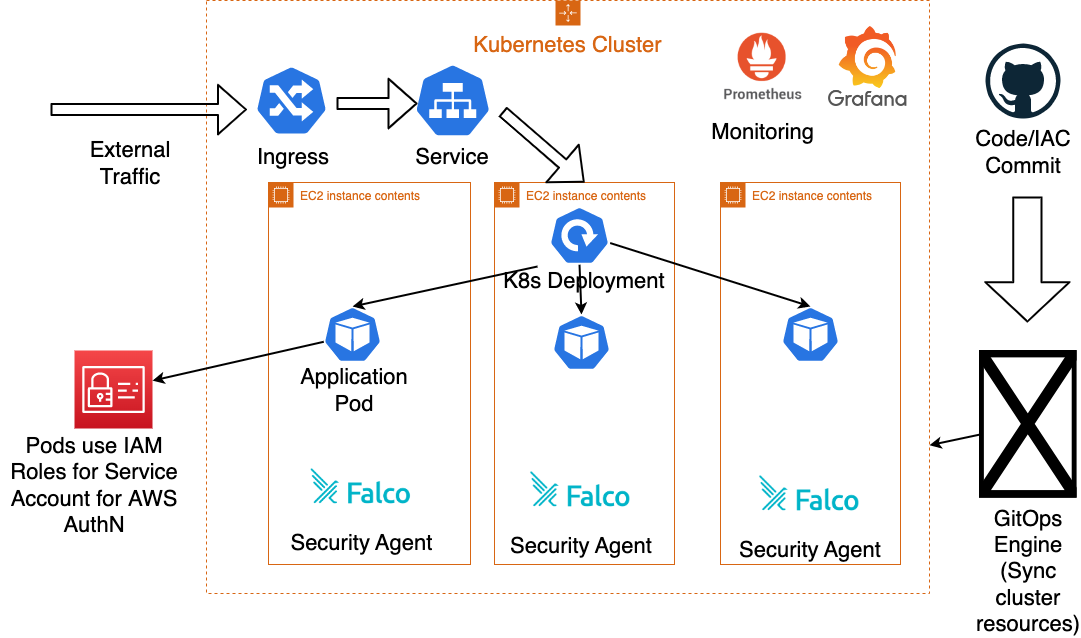 Kubernetes Cluster
Prometheus
Grafana
Monitoring
External
Traffic
Ingress
Service
Code/IAC
Commit
EC2 instance contents
EC2 instance contents
EC2 instance contents
K8s Deployment
Application
Pod
Pods use IAM
Roles for Service
Account for AWS
AuthN
Falco
Security Agent
Falco
Security Agent
Falco
Security Agent
GitOps
Engine
(Sync
cluster
resources)